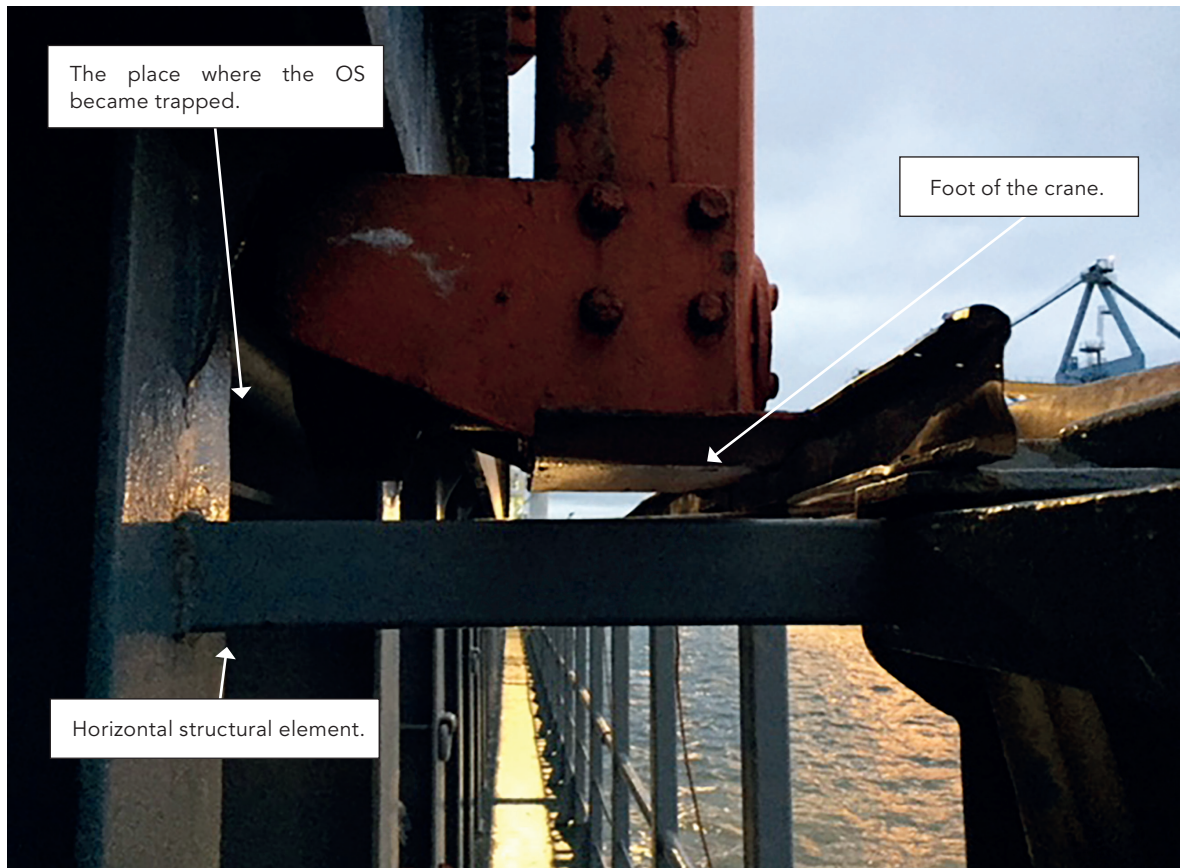 The place where the OS
became trapped.
Foot of the crane.
Horizontal structural element.